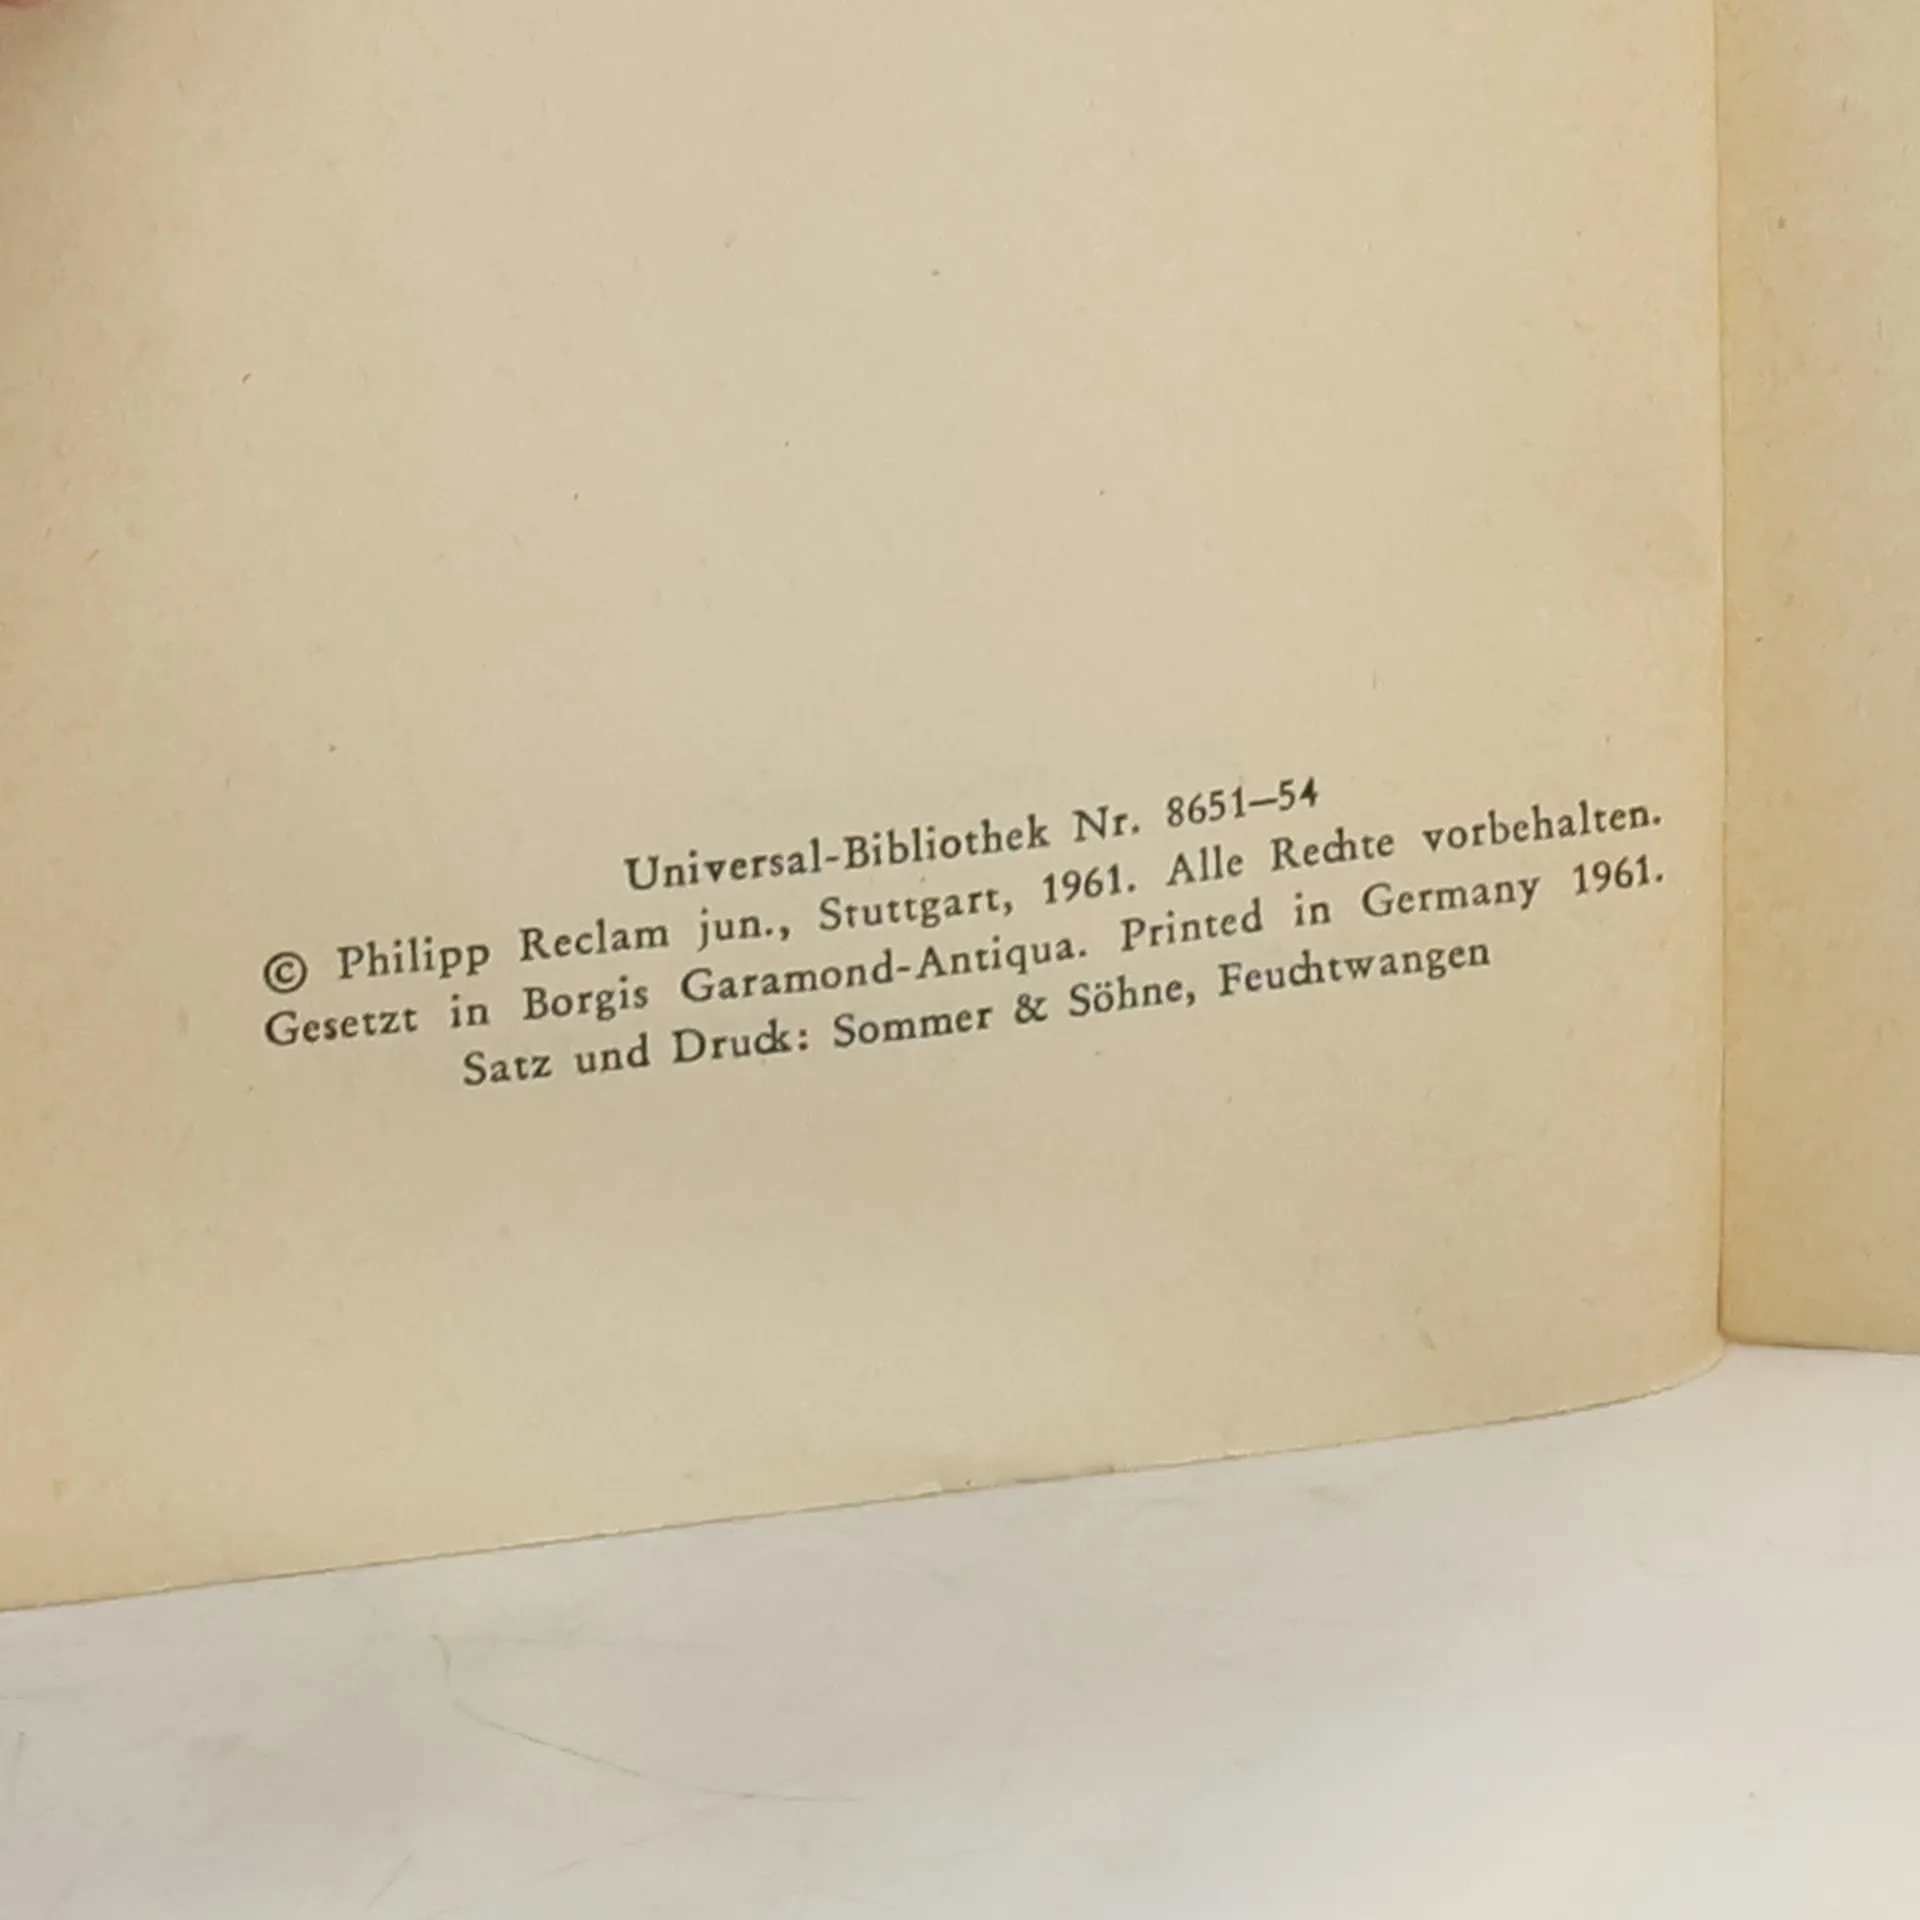 Universal-Bibliothek Nr. 8651–54
© Philipp Reclam jun., Stuttgart, 1961. Alle Rechte vorbehalten.
Gesetzt in Borgis Garamond-Antiqua. Printed in Germany 1961.
Satz und Druck: Sommer & Söhne, Feuchtwangen